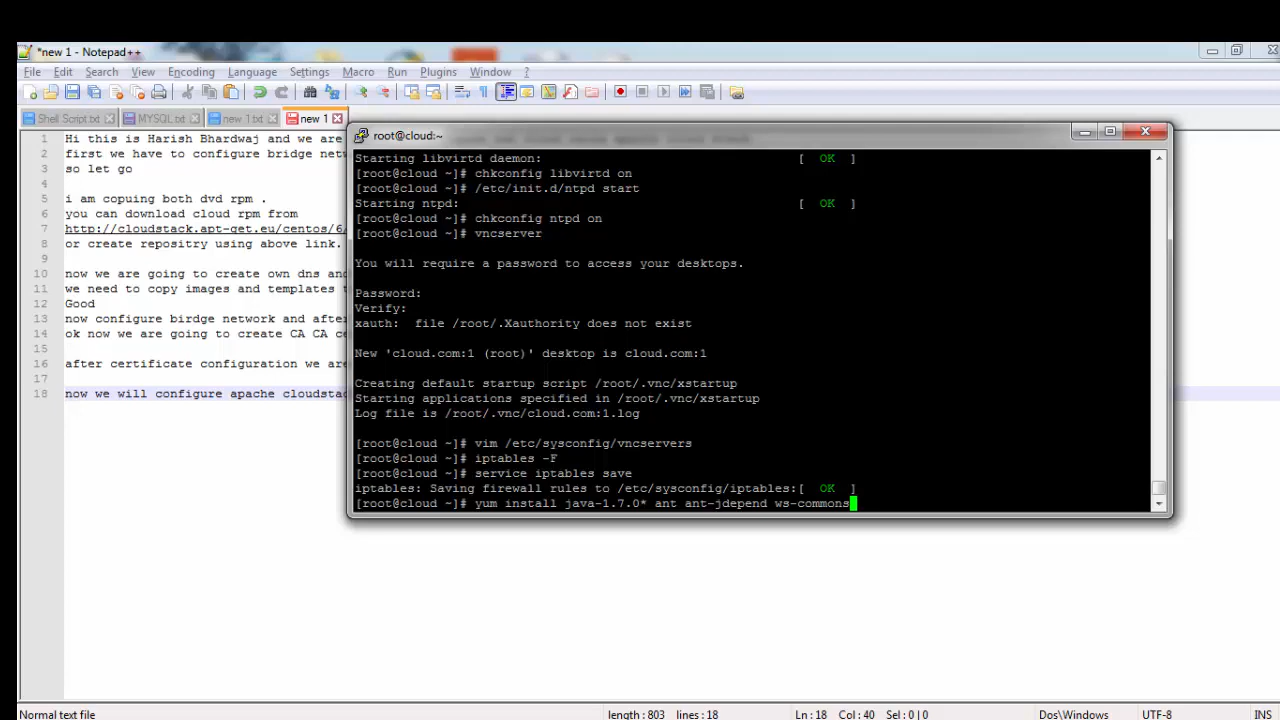 *new 1 - Notepad++
File Edit Search View Encoding Language Settings Macro Run Plugins Window ?
Shell Script.txt MYSQL.txt new 1.txt new 1
1 Hi this is Harish Bhardwaj and we are
2 first we have to configure bridge netw
3 so let go
4
5 i am copuing both dvd rpm .
6 you can download cloud rpm from
7 http://cloudstack.apt-get.eu/centos/6/
8 or create repositry using above link.
9
10 now we are going to create own dns and
11 we need to copy images and templates t
12 Good
13 now configure birdge network and after
14 ok now we are going to create CA CA ce
15
16 after certificate configuration we are
17
18 now we will configure apache cloudstac
root@cloud:~
Starting libvirtd daemon: [ OK ]
[root@cloud ~]# chkconfig libvirtd on
[root@cloud ~]# /etc/init.d/ntpd start
Starting ntpd: [ OK ]
[root@cloud ~]# chkconfig ntpd on
[root@cloud ~]# vncserver
You will require a password to access your desktops.
Password:
Verify:
xauth: file /root/.Xauthority does not exist
New 'cloud.com:1 (root)' desktop is cloud.com:1
Creating default startup script /root/.vnc/xstartup
Starting applications specified in /root/.vnc/xstartup
Log file is /root/.vnc/cloud.com:1.log
[root@cloud ~]# vim /etc/sysconfig/vncservers
[root@cloud ~]# iptables -F
[root@cloud ~]# service iptables save
iptables: Saving firewall rules to /etc/sysconfig/iptables:[ OK ]
[root@cloud ~]# yum install java-1.7.0* ant ant-jdepend ws-commons
Normal text file length : 803 lines : 18 Ln : 18 Col : 40 Sel : 0 | 0 Dos\Windows UTF-8 INS